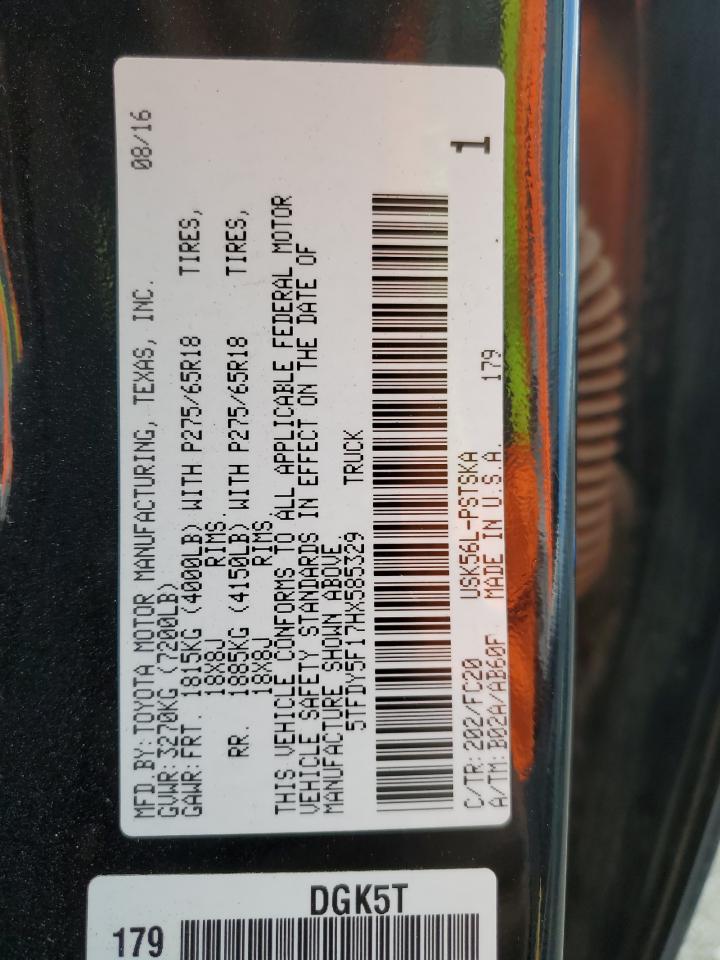 MFD.BY:TOYOTA MOTOR MANUFACTURING, TEXAS, INC. 08/16
GVWR:3270KG(7200LB)
GAWR:FRT. 1815KG (4000LB) WITH P275/65R18 TIRES,
18X8J RIMS.
RR. 1885KG (4150LB) WITH P275/65R18 TIRES,
18X8J RIMS
THIS VEHICLE CONFORMS TO ALL APPLICABLE FEDERAL MOTOR
VEHICLE SAFETY STANDARDS IN EFFECT ON THE DATE OF
MANUFACTURE SHOWN ABOVE.
5TFDY5F17HX585329 TRUCK
1
C/TR:202/FC20 USK56L-PSTSKA
A/TM:B02A/AB60F MADE IN U.S.A. 179
DGK5T
179